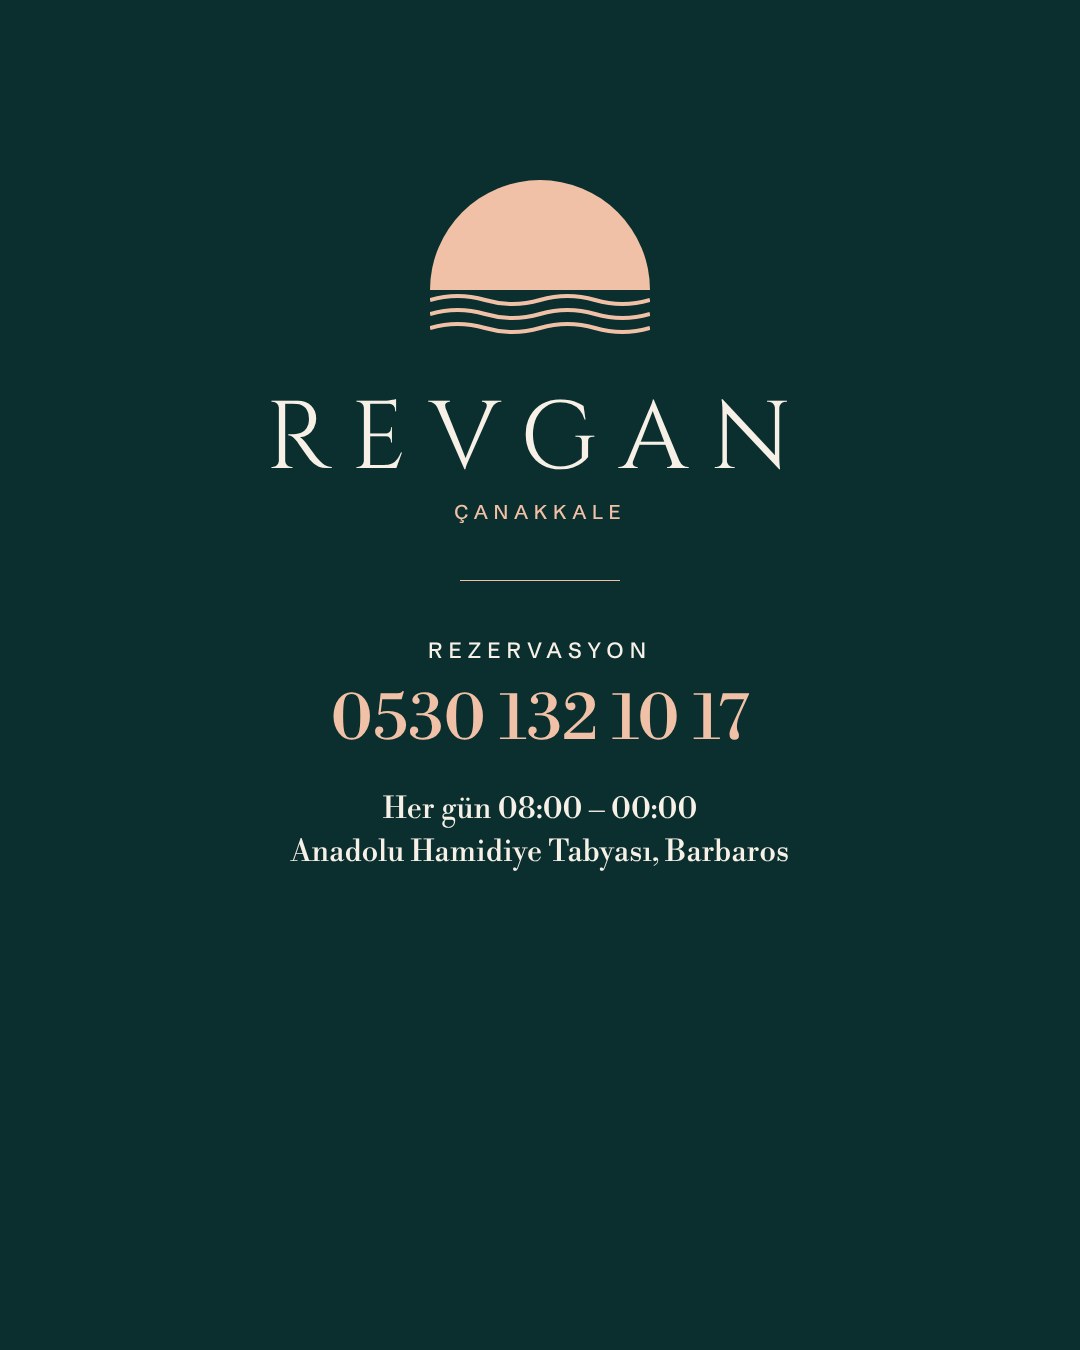 REVGAN
ÇANAKKALE
REZERVASYON
0530 132 10 17
Her gün 08:00 – 00:00
Anadolu Hamidiye Tabyası, Barbaros